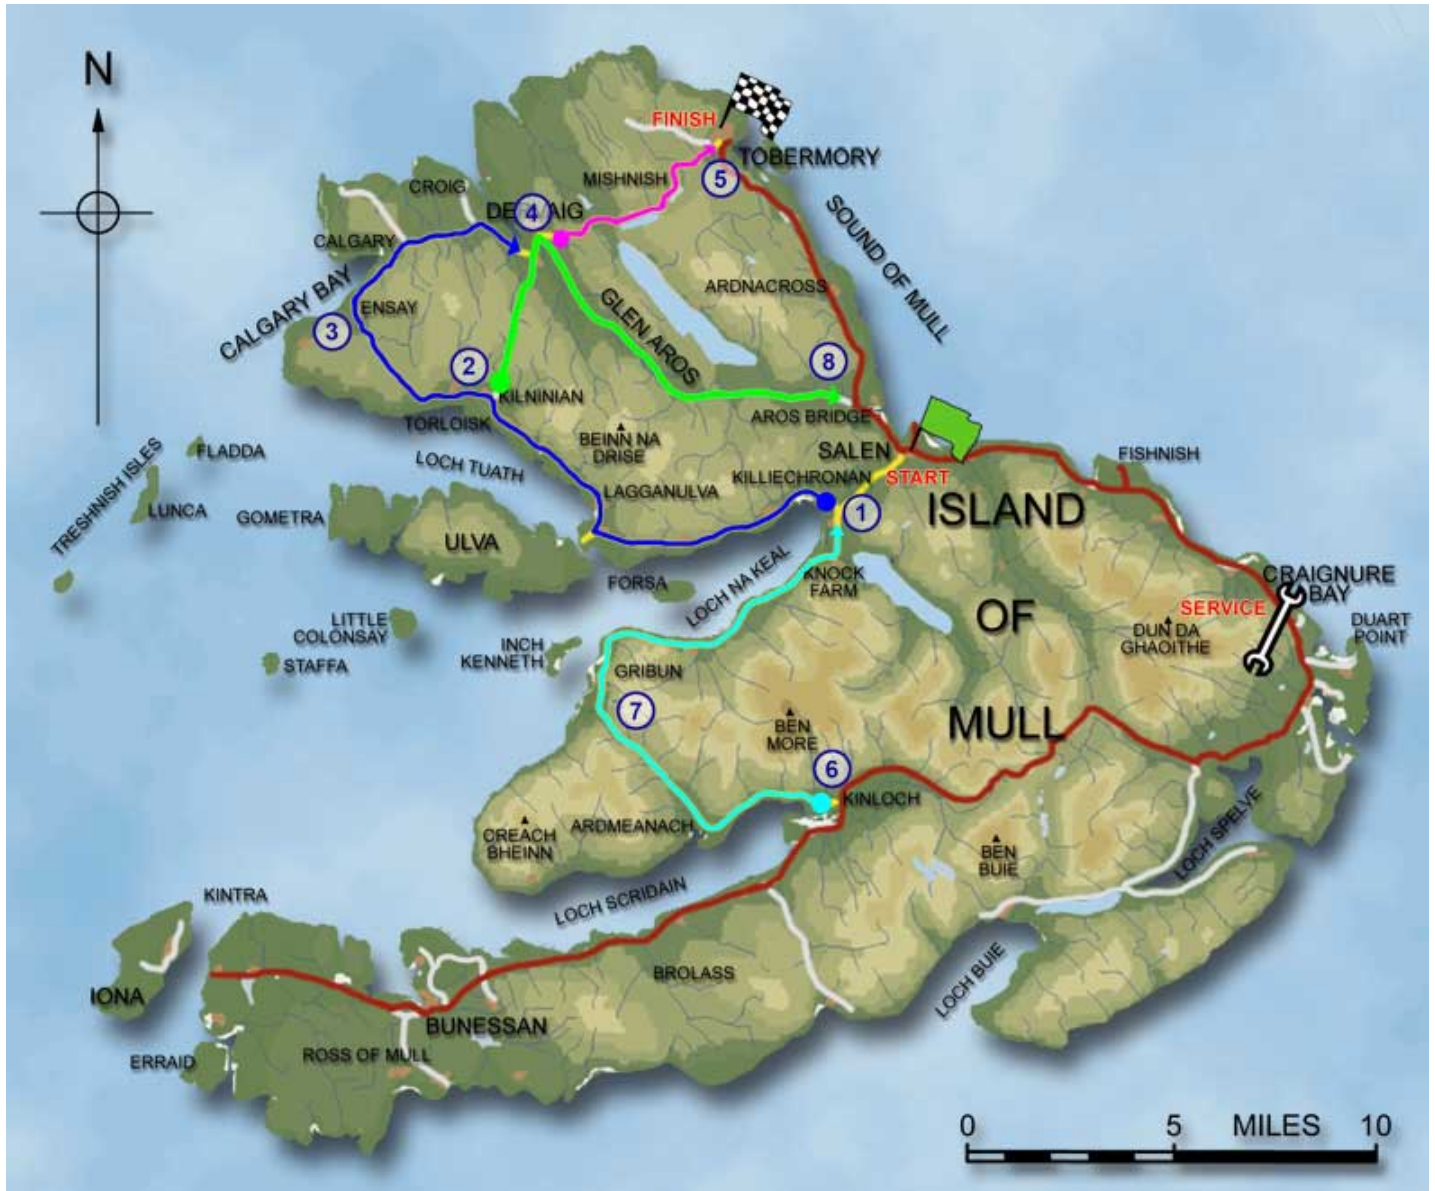 N
FINISH
TOBERMORY
MISHNISH
5
CROIG
DERVAIG
4
CALGARY
SOUND OF MULL
CALGARY BAY
ENSAY
ARDNACROSS
GLEN AROS
3
2
8
KILNINIAN
TORLOISK
AROS BRIDGE
BEINN NA
DRISE
SALEN
FLADDA
LOCH TUATH
KILLIECHRONAN
START
FISHNISH
TRESHNISH ISLES
LAGGANULVA
LUNCA
GOMETRA
1
ISLAND
ULVA
FORSA
LOCH NA KEAL
KNOCK
FARM
CRAIGNURE
BAY
SERVICE
LITTLE
COLONSAY
OF
DUN DA
GHAOITHE
DUART
POINT
INCH
KENNETH
STAFFA
GRIBUN
7
BEN
MORE
MULL
6
KINLOCH
CREACH
BHEINN
ARDMEANACH
BEN
BUIE
LOCH SPELVE
KINTRA
LOCH SCRIDAIN
BROLASS
LOCH BUIE
IONA
BUNESSAN
ERRAID
ROSS OF MULL
0 5 MILES 10